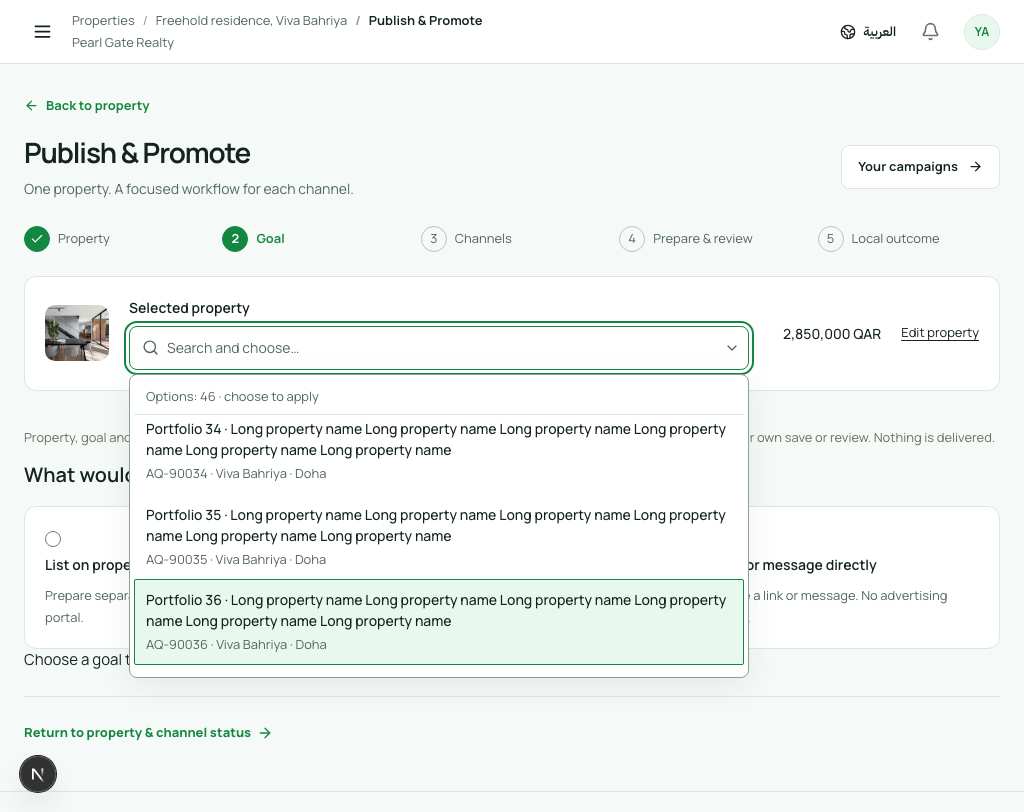 Properties / Freehold residence, Viva Bahriya / Publish & Promote
Pearl Gate Realty
العربية
YA
Back to property
Publish & Promote
One property. A focused workflow for each channel.
Your campaigns
Property
2 Goal
3 Channels
4 Prepare & review
5 Local outcome
Selected property
Search and choose...
2,850,000 QAR
Edit property
Options: 46 · choose to apply
Portfolio 34 · Long property name Long property name Long property name Long property
name Long property name Long property name
AQ-90034 · Viva Bahriya · Doha
Portfolio 35 · Long property name Long property name Long property name Long property
name Long property name Long property name
AQ-90035 · Viva Bahriya · Doha
Portfolio 36 · Long property name Long property name Long property name Long property
name Long property name Long property name
AQ-90036 · Viva Bahriya · Doha
Property, goal and
own save or review. Nothing is delivered.
What would
List on prope
Prepare separ
portal.
or message directly
a link or message. No advertising
Choose a goal t
Return to property & channel status
N